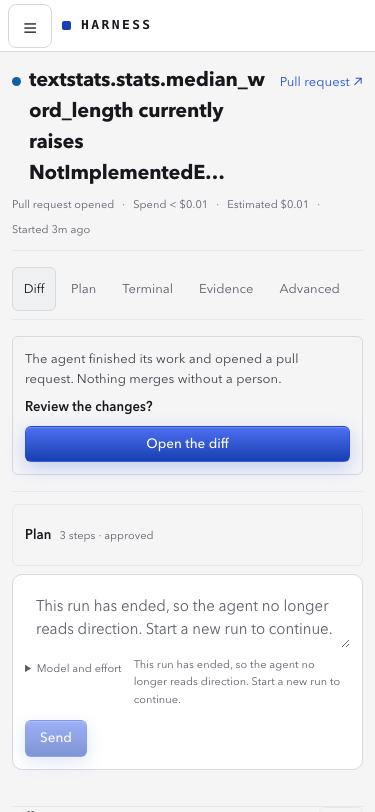 HARNESS
textstats.stats.median_w
ord_length currently
raises
NotImplementedE...
Pull request ↗
Pull request opened · Spend < $0.01 · Estimated $0.01 ·
Started 3m ago
Diff Plan Terminal Evidence Advanced
The agent finished its work and opened a pull
request. Nothing merges without a person.
Review the changes?
Open the diff
Plan 3 steps · approved
This run has ended, so the agent no longer
reads direction. Start a new run to continue.
Model and effort
This run has ended, so the agent no
longer reads direction. Start a new run to
continue.
Send